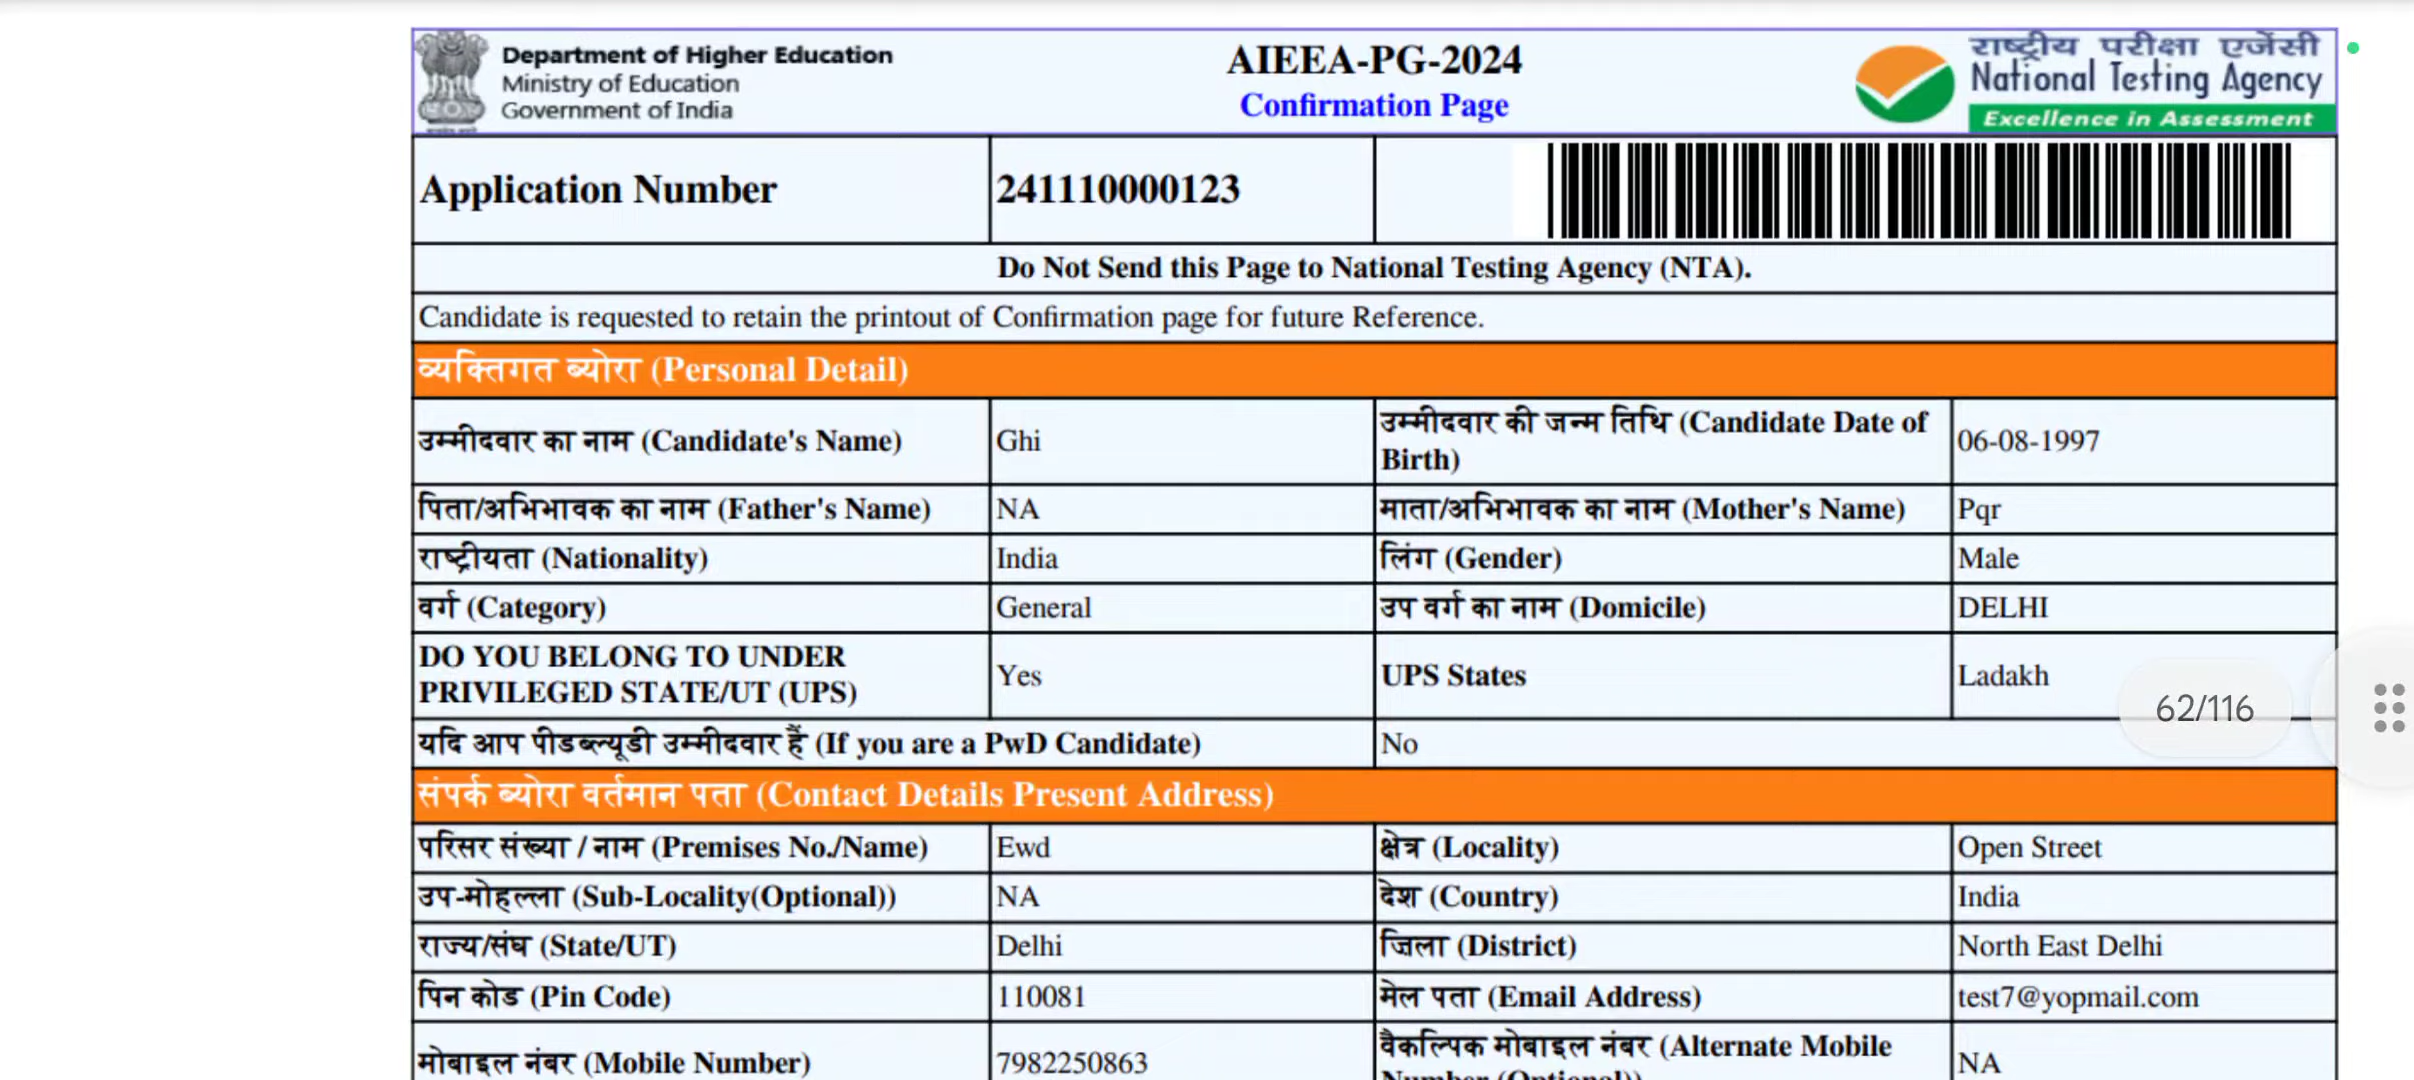 Department of Higher Education
Ministry of Education
Government of India
AIEEA-PG-2024
Confirmation Page
राष्ट्रीय परीक्षा एजेंसी
National Testing Agency
Excellence in Assessment
Application Number
241110000123
Do Not Send this Page to National Testing Agency (NTA).
Candidate is requested to retain the printout of Confirmation page for future Reference.
व्यक्तिगत ब्योरा (Personal Detail)
उम्मीदवार का नाम (Candidate's Name)
Ghi
उम्मीदवार की जन्म तिथि (Candidate Date of
Birth)
06-08-1997
पिता/अभिभावक का नाम (Father's Name)
NA
माता/अभिभावक का नाम (Mother's Name)
Pqr
राष्ट्रीयता (Nationality)
India
लिंग (Gender)
Male
वर्ग (Category)
General
उप वर्ग का नाम (Domicile)
DELHI
DO YOU BELONG TO UNDER
PRIVILEGED STATE/UT (UPS)
Yes
UPS States
Ladakh
62/116
यदि आप पीडब्ल्यूडी उम्मीदवार हैं (If you are a PwD Candidate)
No
संपर्क ब्योरा वर्तमान पता (Contact Details Present Address)
परिसर संख्या / नाम (Premises No./Name)
Ewd
क्षेत्र (Locality)
Open Street
उप-मोहल्ला (Sub-Locality(Optional))
NA
देश (Country)
India
राज्य/संघ (State/UT)
Delhi
जिला (District)
North East Delhi
पिन कोड (Pin Code)
110081
मेल पता (Email Address)
test7@yopmail.com
मोबाइल नंबर (Mobile Number)
7982250863
वैकल्पिक मोबाइल नंबर (Alternate Mobile
Number (Optional))
NA